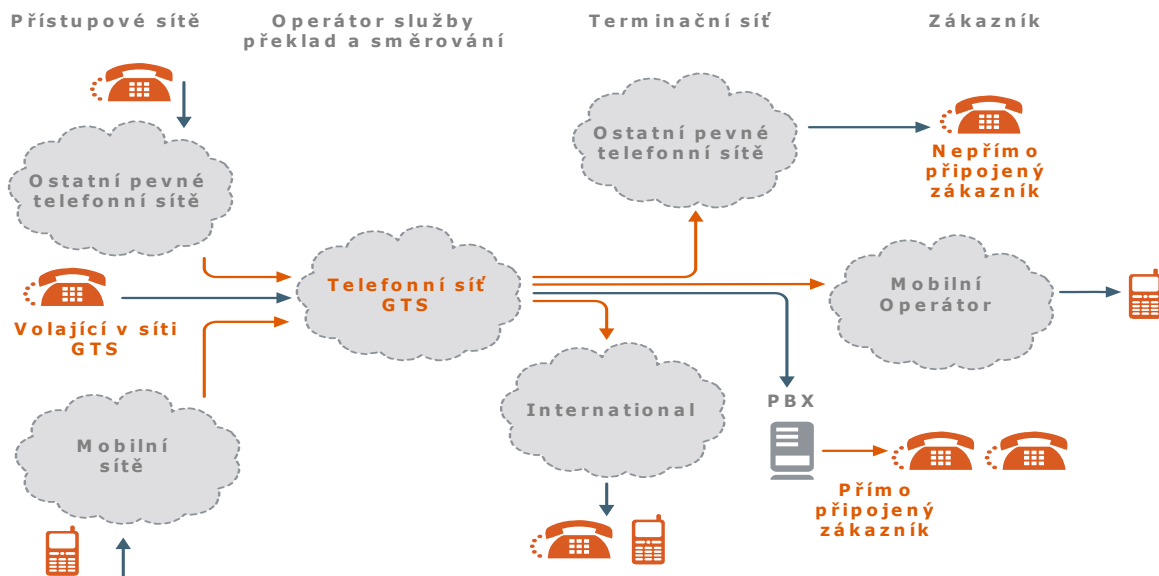 Přístupové sítě
Operátor služby
překlad a směrování
Terminační síť
Zákazník
Ostatní pevné
telefonní sítě
Ostatní pevné
telefonní sítě
Nepřímo
připojený
zákazník
Telefonní síť
GTS
Mobilní
Operátor
Volající v síti
GTS
International
PBX
Mobilní
sítě
Přímo
připojený
zákazník